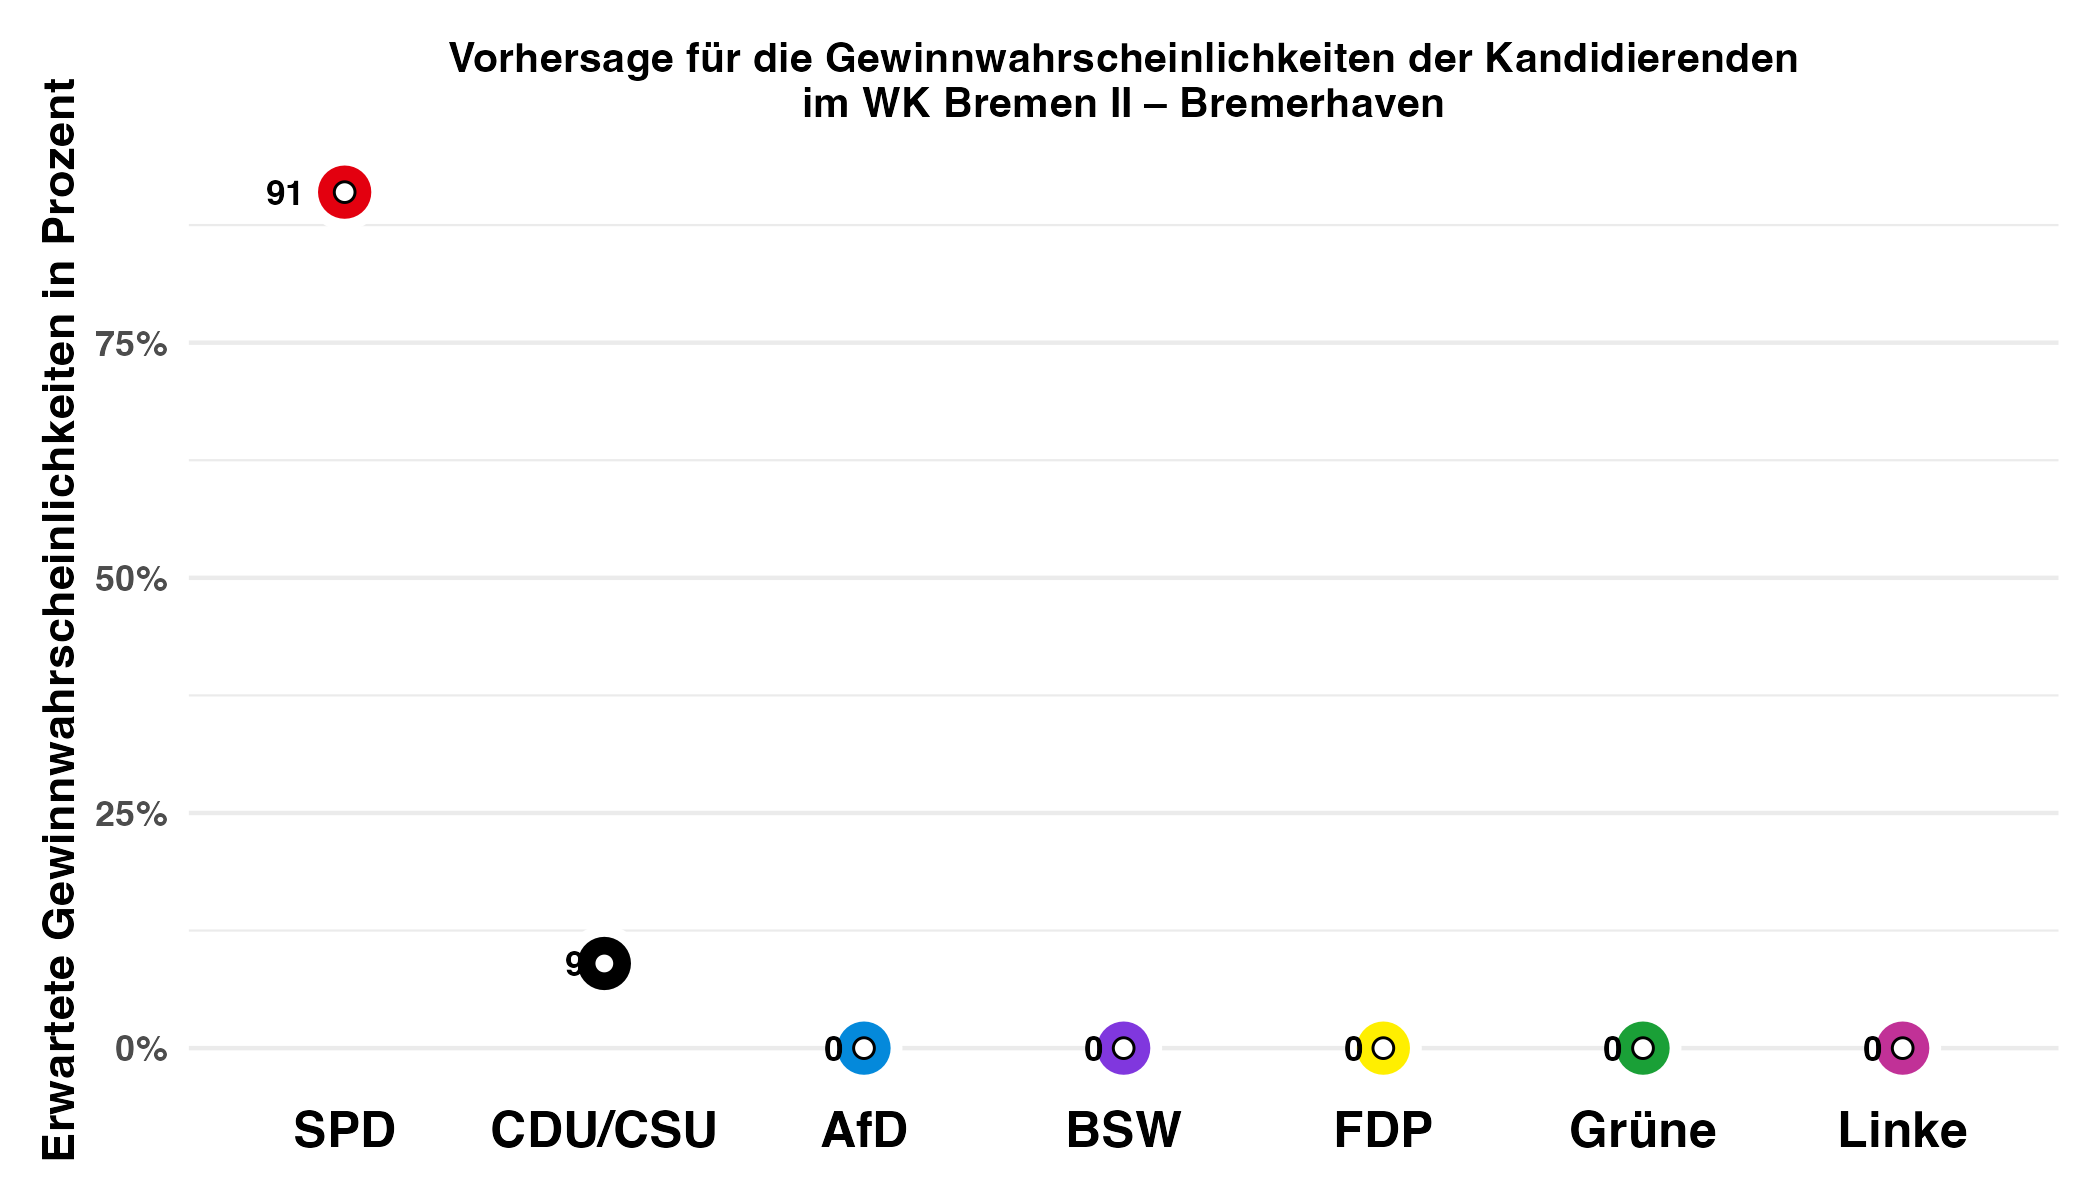 Vorhersage für die Gewinnwahrscheinlichkeiten der Kandidierenden
im WK Bremen II – Bremerhaven
Erwartete Gewinnwahrscheinlichkeiten in Prozent
91
75%
50%
25%
9
0%
0
0
0
0
0
SPD
CDU/CSU
AfD
BSW
FDP
Grüne
Linke